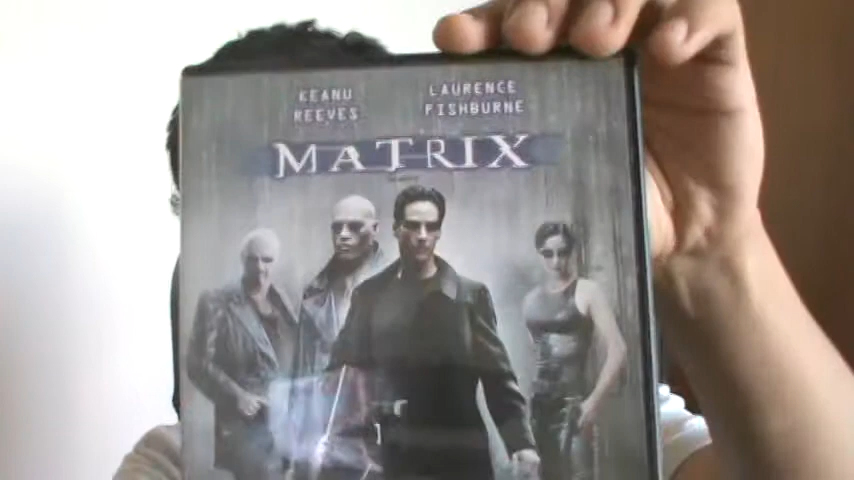 KEANU
REEVES
LAURENCE
FISHBURNE
MATRIX